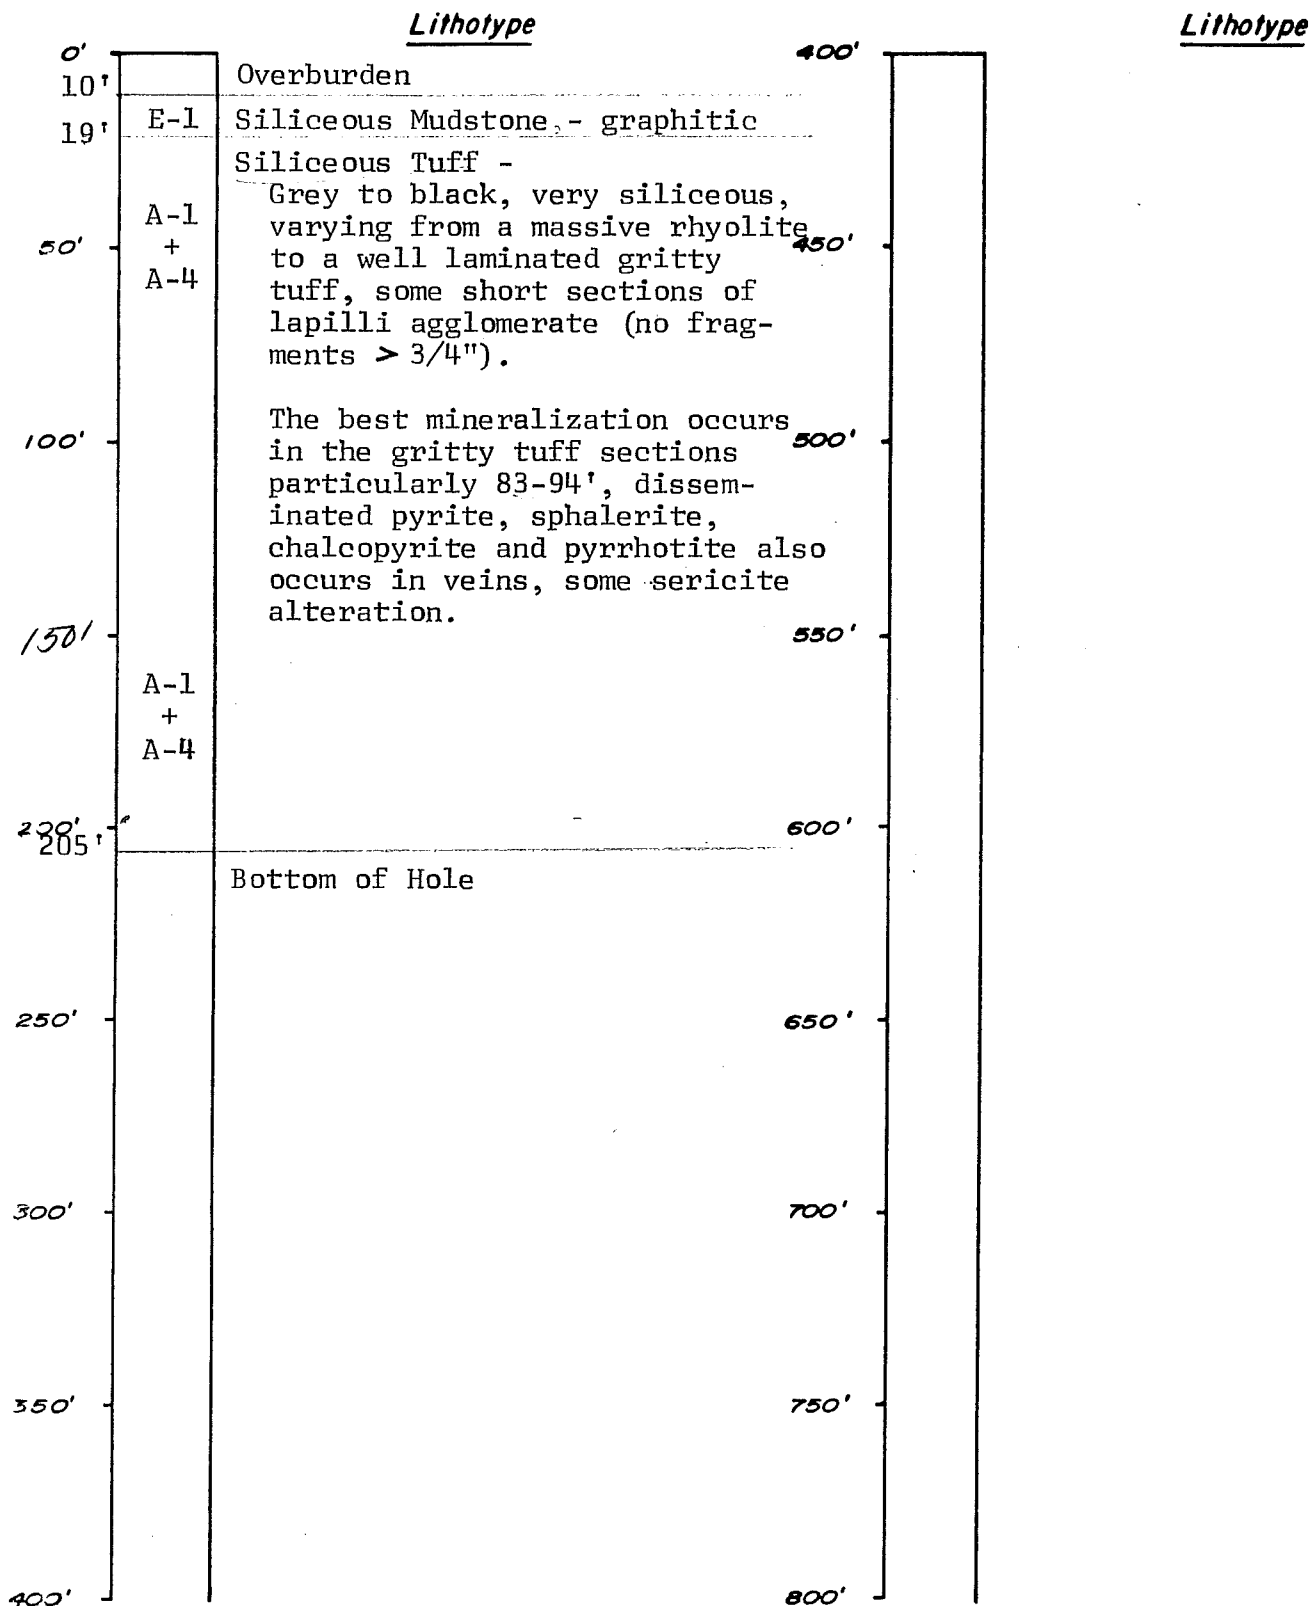 Lithotype
Lithotype
0'
10'
Overburden
E-1
Siliceous Mudstone, - graphitic
19'
Siliceous Tuff -
Grey to black, very siliceous,
varying from a massive rhyolite
to a well laminated gritty
tuff, some short sections of
lapilli agglomerate (no frag-
ments > 3/4").
A-1
+
A-4
50'
The best mineralization occurs
in the gritty tuff sections
particularly 83-94', dissem-
inated pyrite, sphalerite,
chalcopyrite and pyrrhotite also
occurs in veins, some sericite
alteration.
100'
150'
A-1
+
A-4
200'
205'
Bottom of Hole
250'
300'
350'
400'
400'
450'
500'
550'
600'
650'
700'
750'
800'